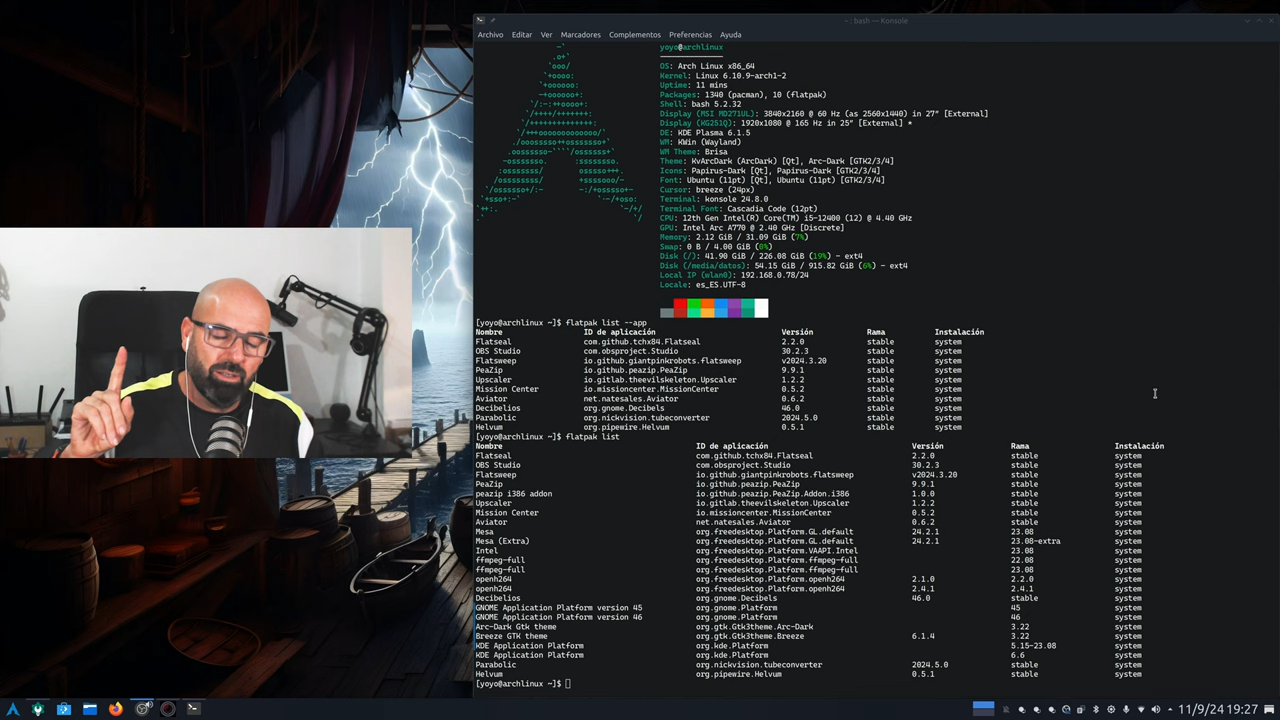 ~ : bash — Konsole
Archivo Editar Ver Marcadores Complementos Preferencias Ayuda
yoyo@archlinux
OS: Arch Linux x86_64
Kernel: Linux 6.10.9-arch1-2
Uptime: 11 mins
Packages: 1340 (pacman), 10 (flatpak)
Shell: bash 5.2.32
Display (MSI MD271UL): 3840x2160 @ 60 Hz (as 2560x1440) in 27″ [External]
Display (KG251Q): 1920x1080 @ 165 Hz in 25″ [External] *
DE: KDE Plasma 6.1.5
WM: KWin (Wayland)
WM Theme: Brisa
Theme: KvArcDark (ArcDark) [Qt], Arc-Dark [GTK2/3/4]
Icons: Papirus-Dark [Qt], Papirus-Dark [GTK2/3/4]
Font: Ubuntu (11pt) [Qt], Ubuntu (11pt) [GTK2/3/4]
Cursor: breeze (24px)
Terminal: konsole 24.8.0
Terminal Font: Cascadia Code (12pt)
CPU: 12th Gen Intel(R) Core(TM) i5-12400 (12) @ 4.40 GHz
GPU: Intel Arc A770 @ 2.40 GHz [Discrete]
Memory: 2.12 GiB / 31.09 GiB (7%)
Swap: 0 B / 4.00 GiB (0%)
Disk (/): 41.90 GiB / 226.08 GiB (19%) - ext4
Disk (/media/datos): 54.15 GiB / 915.82 GiB (6%) - ext4
Local IP (wlan0): 192.168.0.78/24
Locale: es_ES.UTF-8
[yoyo@archlinux ~]$ flatpak list --app
Nombre ID de aplicación Versión Rama Instalación
Flatseal com.github.tchx84.Flatseal 2.2.0 stable system
OBS Studio com.obsproject.Studio 30.2.3 stable system
Flatsweep io.github.giantpinkrobots.flatsweep v2024.3.20 stable system
PeaZip io.github.peazip.PeaZip 9.9.1 stable system
Upscaler io.gitlab.theevilskeleton.Upscaler 1.2.2 stable system
Mission Center io.missioncenter.MissionCenter 0.5.2 stable system
Aviator net.natesales.Aviator 0.6.2 stable system
Decibelios org.gnome.Decibels 46.0 stable system
Parabolic org.nickvision.tubeconverter 2024.5.0 stable system
Helvum org.pipewire.Helvum 0.5.1 stable system
[yoyo@archlinux ~]$ flatpak list
Nombre ID de aplicación Versión Rama Instalación
Flatseal com.github.tchx84.Flatseal 2.2.0 stable system
OBS Studio com.obsproject.Studio 30.2.3 stable system
Flatsweep io.github.giantpinkrobots.flatsweep v2024.3.20 stable system
PeaZip io.github.peazip.PeaZip 9.9.1 stable system
peazip i386 addon io.github.peazip.PeaZip.Addon.i386 1.0.0 stable system
Upscaler io.gitlab.theevilskeleton.Upscaler 1.2.2 stable system
Mission Center io.missioncenter.MissionCenter 0.5.2 stable system
Aviator net.natesales.Aviator 0.6.2 stable system
Mesa org.freedesktop.Platform.GL.default 24.2.1 23.08 system
Mesa (Extra) org.freedesktop.Platform.GL.default 24.2.1 23.08-extra system
Intel org.freedesktop.Platform.VAAPI.Intel 23.08 system
ffmpeg-full org.freedesktop.Platform.ffmpeg-full 22.08 system
ffmpeg-full org.freedesktop.Platform.ffmpeg-full 23.08 system
openh264 org.freedesktop.Platform.openh264 2.1.0 2.2.0 system
openh264 org.freedesktop.Platform.openh264 2.4.1 2.4.1 system
Decibelios org.gnome.Decibels 46.0 stable system
GNOME Application Platform version 45 org.gnome.Platform 45 system
GNOME Application Platform version 46 org.gnome.Platform 46 system
Arc-Dark Gtk theme org.gtk.Gtk3theme.Arc-Dark 3.22 system
Breeze GTK theme org.gtk.Gtk3theme.Breeze 6.1.4 3.22 system
KDE Application Platform org.kde.Platform 5.15-23.08 system
KDE Application Platform org.kde.Platform 6.6 system
Parabolic org.nickvision.tubeconverter 2024.5.0 stable system
Helvum org.pipewire.Helvum 0.5.1 stable system
[yoyo@archlinux ~]$
11/9/24 19:27